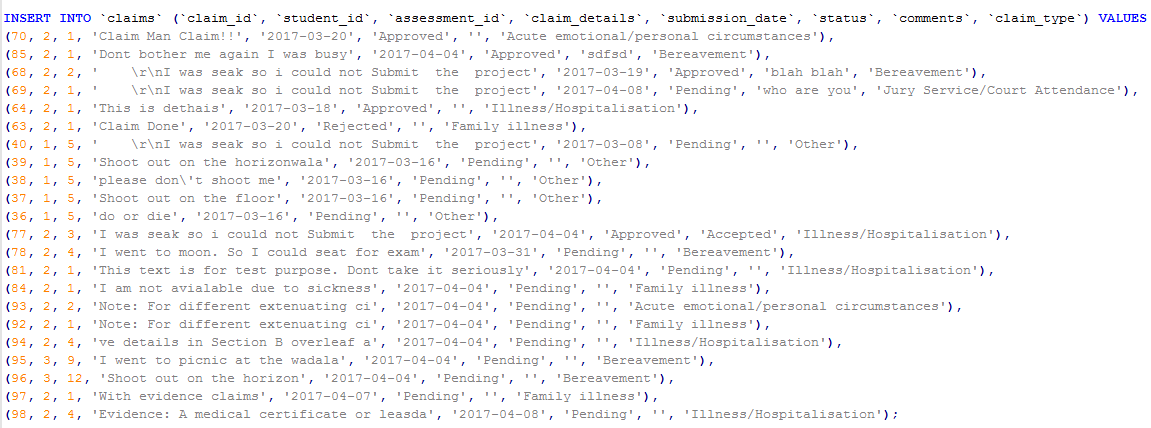 INSERT INTO `claims` (`claim_id`, `student_id`, `assessment_id`, `claim_details`, `submission_date`, `status`, `comments`, `claim_type`) VALUES
(70, 2, 1, 'Claim Man Claim!!', '2017-03-20', 'Approved', '', 'Acute emotional/personal circumstances'),
(85, 2, 1, 'Dont bother me again I was busy', '2017-04-04', 'Approved', 'sdfsd', 'Bereavement'),
(68, 2, 2, '    \r\nI was seak so i could not Submit  the  project', '2017-03-19', 'Approved', 'blah blah', 'Bereavement'),
(69, 2, 1, '    \r\nI was seak so i could not Submit  the  project', '2017-04-08', 'Pending', 'who are you', 'Jury Service/Court Attendance'),
(64, 2, 1, 'This is dethais', '2017-03-18', 'Approved', '', 'Illness/Hospitalisation'),
(63, 2, 1, 'Claim Done', '2017-03-20', 'Rejected', '', 'Family illness'),
(40, 1, 5, '    \r\nI was seak so i could not Submit  the  project', '2017-03-08', 'Pending', '', 'Other'),
(39, 1, 5, 'Shoot out on the horizonwala', '2017-03-16', 'Pending', '', 'Other'),
(38, 1, 5, 'please don\'t shoot me', '2017-03-16', 'Pending', '', 'Other'),
(37, 1, 5, 'Shoot out on the floor', '2017-03-16', 'Pending', '', 'Other'),
(36, 1, 5, 'do or die', '2017-03-16', 'Pending', '', 'Other'),
(77, 2, 3, 'I was seak so i could not Submit  the  project', '2017-04-04', 'Approved', 'Accepted', 'Illness/Hospitalisation'),
(78, 2, 4, 'I went to moon. So I could seat for exam', '2017-03-31', 'Pending', '', 'Bereavement'),
(81, 2, 1, 'This text is for test purpose. Dont take it seriously', '2017-04-04', 'Pending', '', 'Illness/Hospitalisation'),
(84, 2, 1, 'I am not avialable due to sickness', '2017-04-04', 'Pending', '', 'Family illness'),
(93, 2, 2, 'Note: For different extenuating ci', '2017-04-04', 'Pending', '', 'Acute emotional/personal circumstances'),
(92, 2, 1, 'Note: For different extenuating ci', '2017-04-04', 'Pending', '', 'Family illness'),
(94, 2, 4, 've details in Section B overleaf a', '2017-04-04', 'Pending', '', 'Illness/Hospitalisation'),
(95, 3, 9, 'I went to picnic at the wadala', '2017-04-04', 'Pending', '', 'Bereavement'),
(96, 3, 12, 'Shoot out on the horizon', '2017-04-04', 'Pending', '', 'Bereavement'),
(97, 2, 1, 'With evidence claims', '2017-04-07', 'Pending', '', 'Family illness'),
(98, 2, 4, 'Evidence: A medical certificate or leasda', '2017-04-08', 'Pending', '', 'Illness/Hospitalisation');